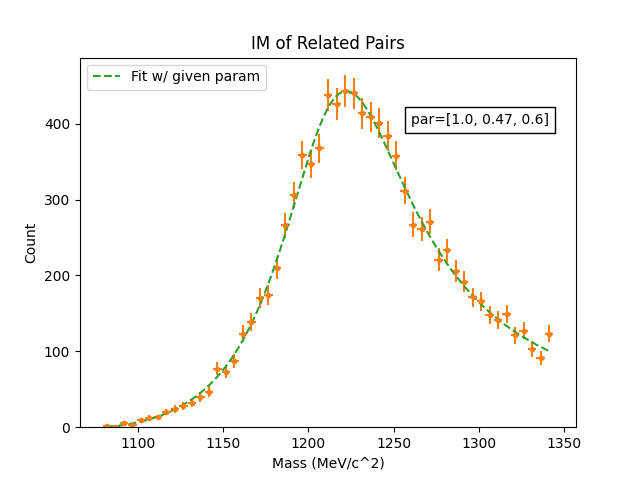 IM of Related Pairs
Fit w/ given param
par=[1.0, 0.47, 0.6]
Count
400
300
200
100
0
1100 1150 1200 1250 1300 1350
Mass (MeV/c^2)